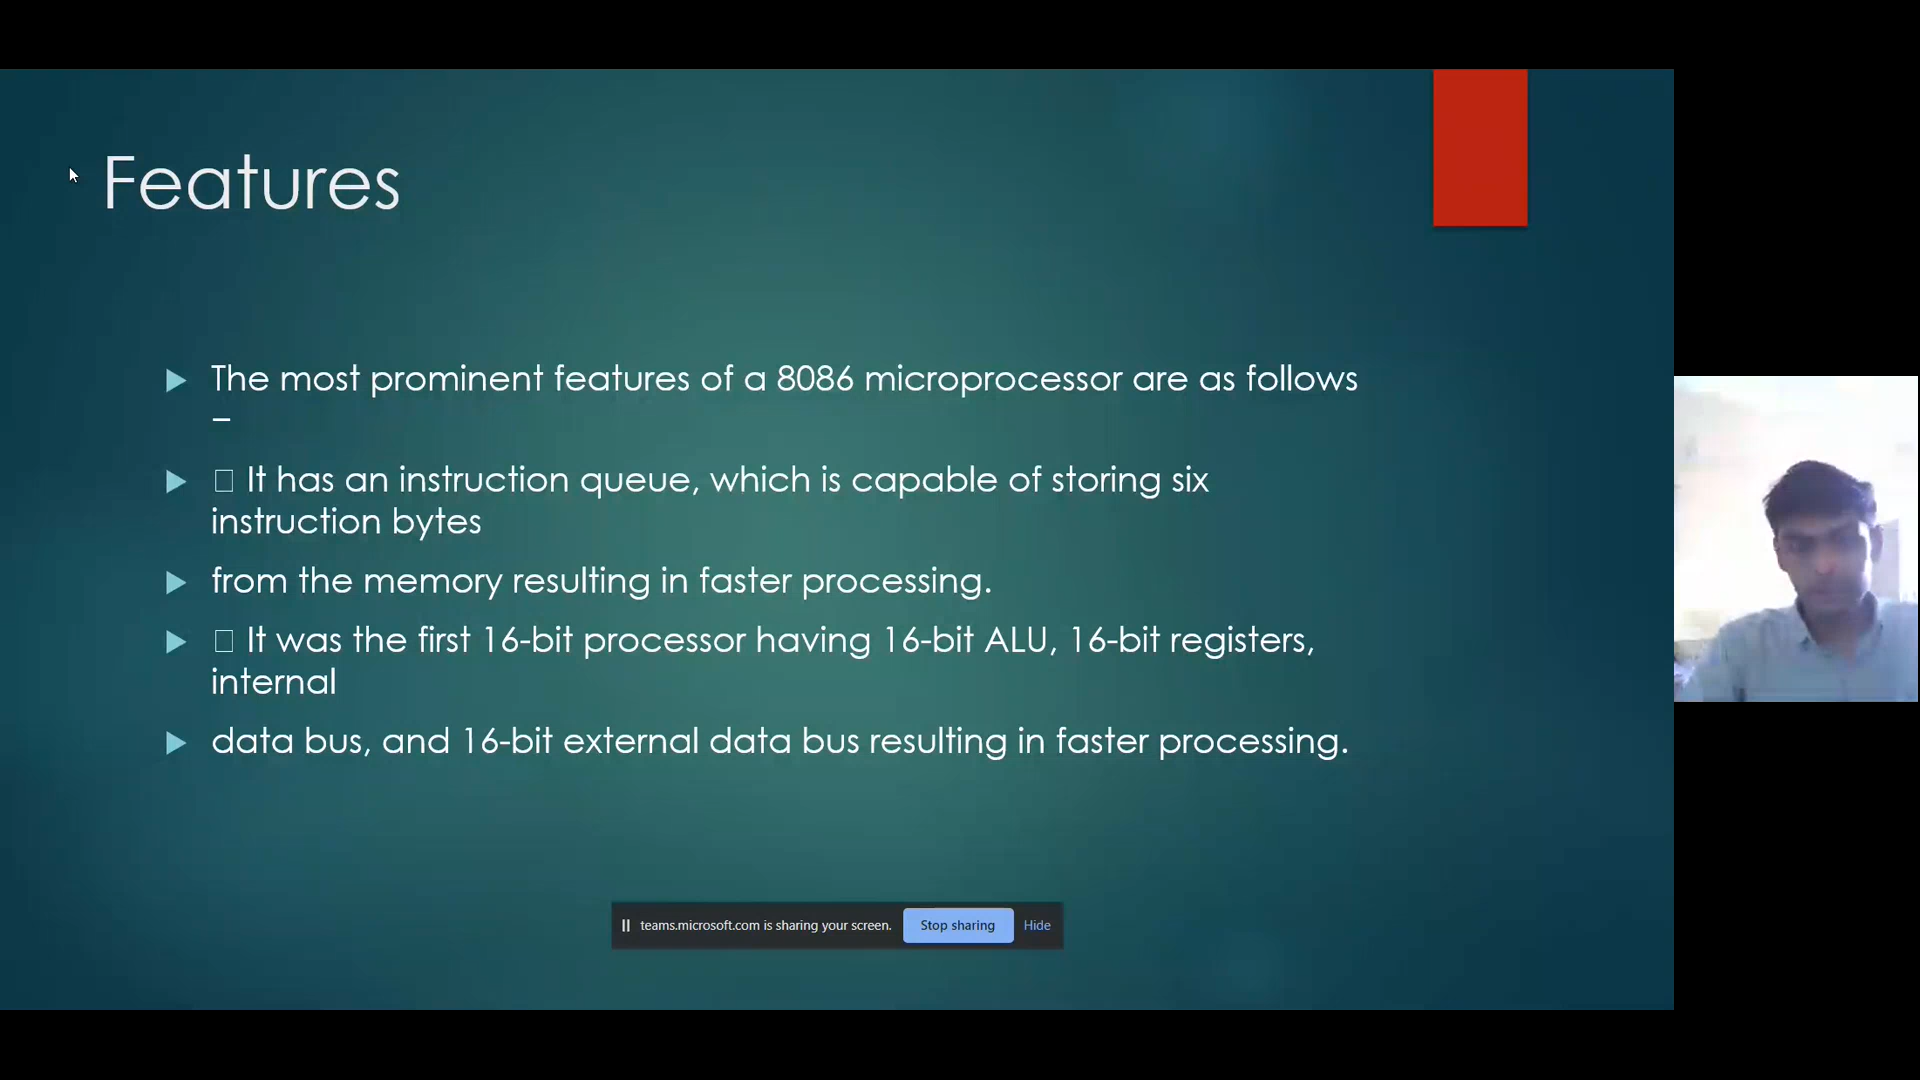 Features
The most prominent features of a 8086 microprocessor are as follows
–
□ It has an instruction queue, which is capable of storing six
instruction bytes
from the memory resulting in faster processing.
□ It was the first 16-bit processor having 16-bit ALU, 16-bit registers,
internal
data bus, and 16-bit external data bus resulting in faster processing.
teams.microsoft.com is sharing your screen. Stop sharing Hide